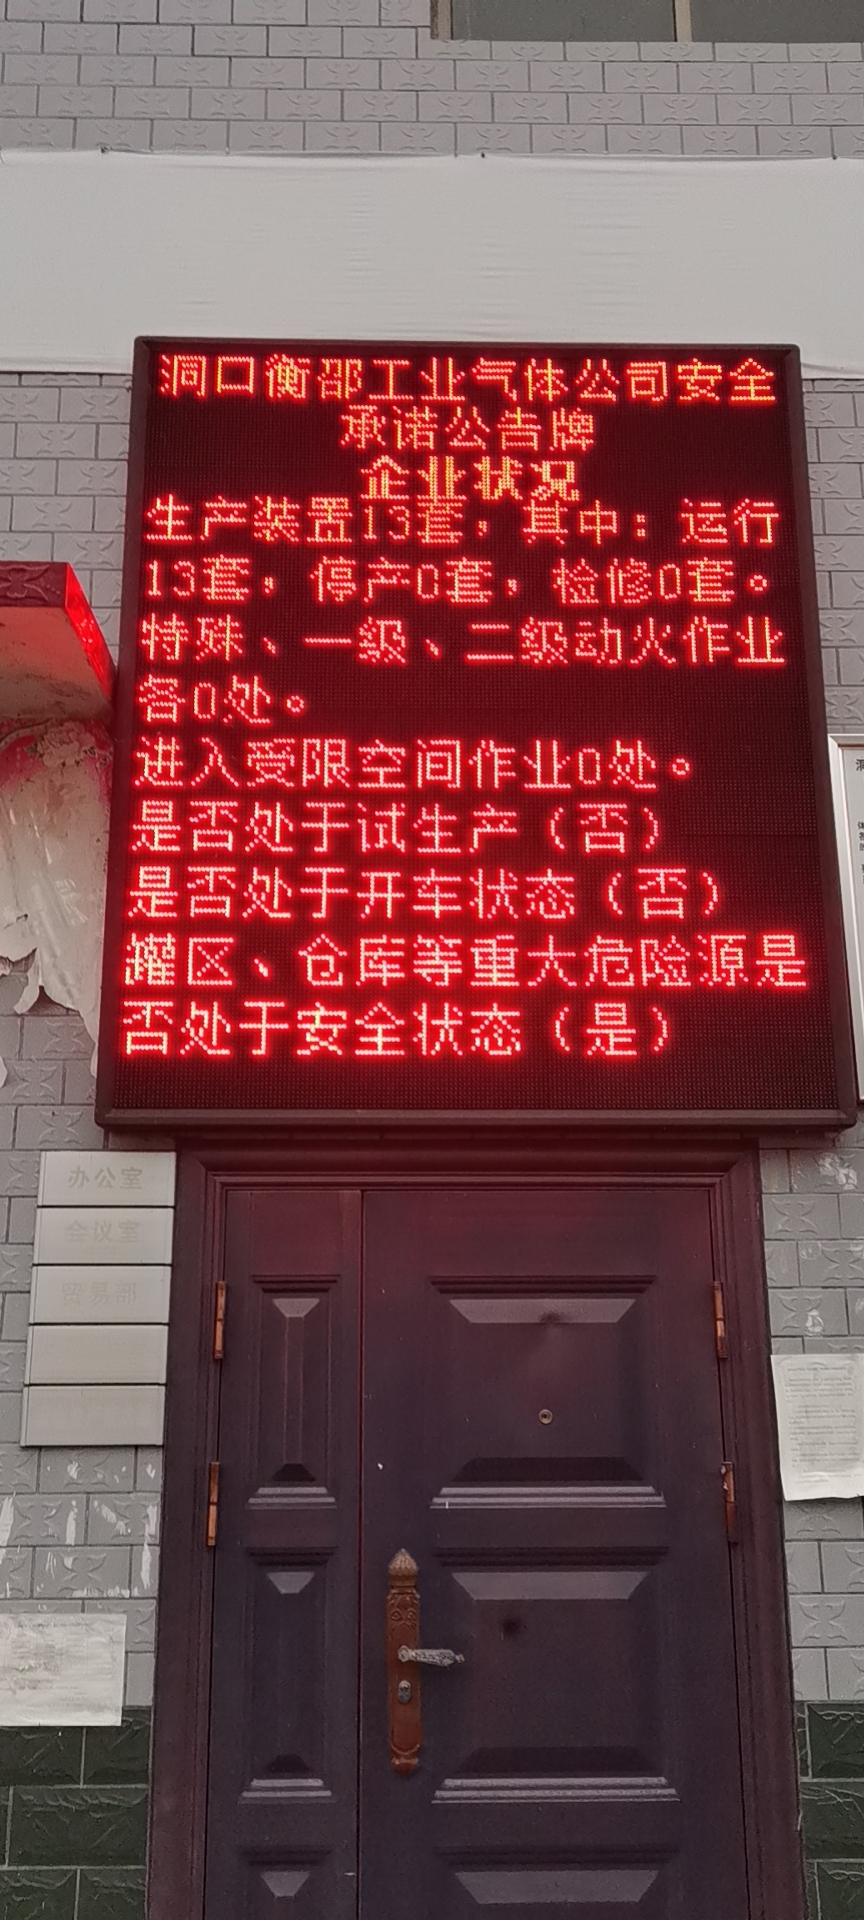 洞口衡邵工业气体公司安全
承诺公告牌
企业状况
生产装置13套，其中：运行
13套，停产0套，检修0套。
特殊、一级、二级动火作业
各0处。
进入受限空间作业0处。
是否处于试生产（否）
是否处于开车状态（否）
罐区、仓库等重大危险源是
否处于安全状态（是）
办公室
会议室
贸易部